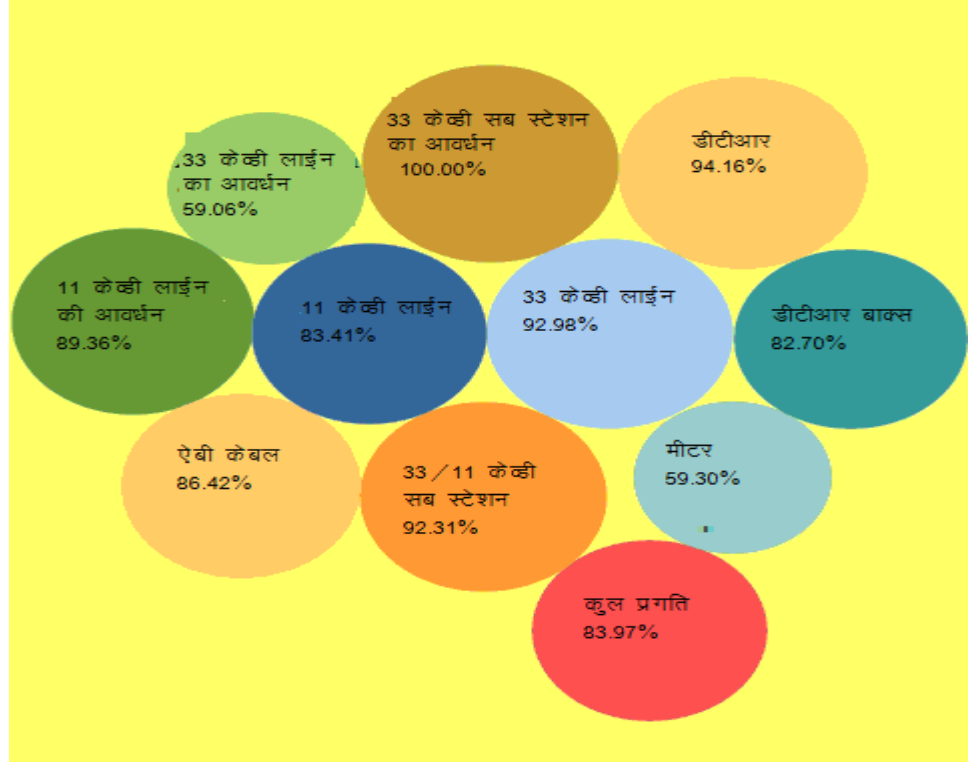 33 केव्ही सब स्टेशन
का आवर्धन
100.00%
डीटीआर
94.16%
33 केव्ही लाईन
का आवर्धन
59.06%
11 केव्ही लाईन
की आवर्धन
89.36%
11 केव्ही लाईन
83.41%
33 केव्ही लाईन
92.98%
डीटीआर बाक्स
82.70%
ऐबी केबल
86.42%
33/11 केव्ही
सब स्टेशन
92.31%
मीटर
59.30%
कुल प्रगति
83.97%